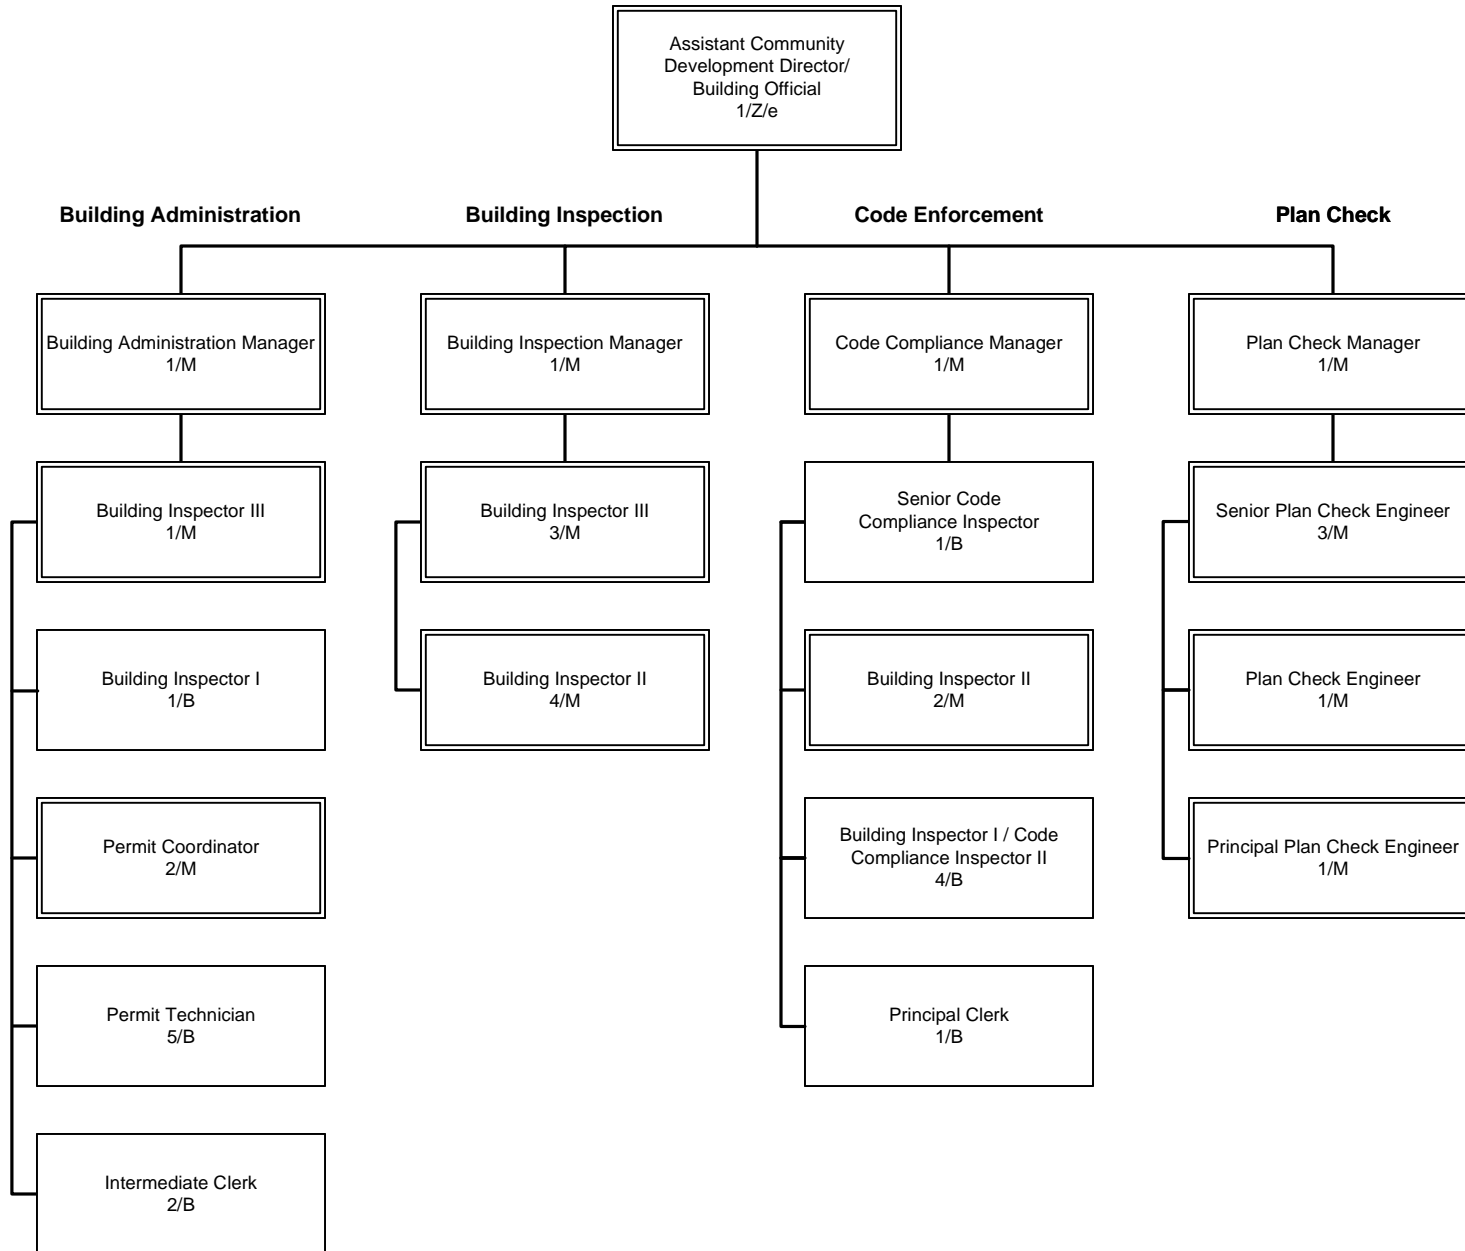 Assistant Community
Development Director/
Building Official
1/Z/e
Building Administration
Building Inspection
Code Enforcement
Plan Check
Building Administration Manager
1/M
Building Inspection Manager
1/M
Code Compliance Manager
1/M
Plan Check Manager
1/M
Building Inspector III
1/M
Building Inspector III
3/M
Senior Code
Compliance Inspector
1/B
Senior Plan Check Engineer
3/M
Building Inspector I
1/B
Building Inspector II
4/M
Building Inspector II
2/M
Plan Check Engineer
1/M
Permit Coordinator
2/M
Building Inspector I / Code
Compliance Inspector II
4/B
Principal Plan Check Engineer
1/M
Permit Technician
5/B
Principal Clerk
1/B
Intermediate Clerk
2/B